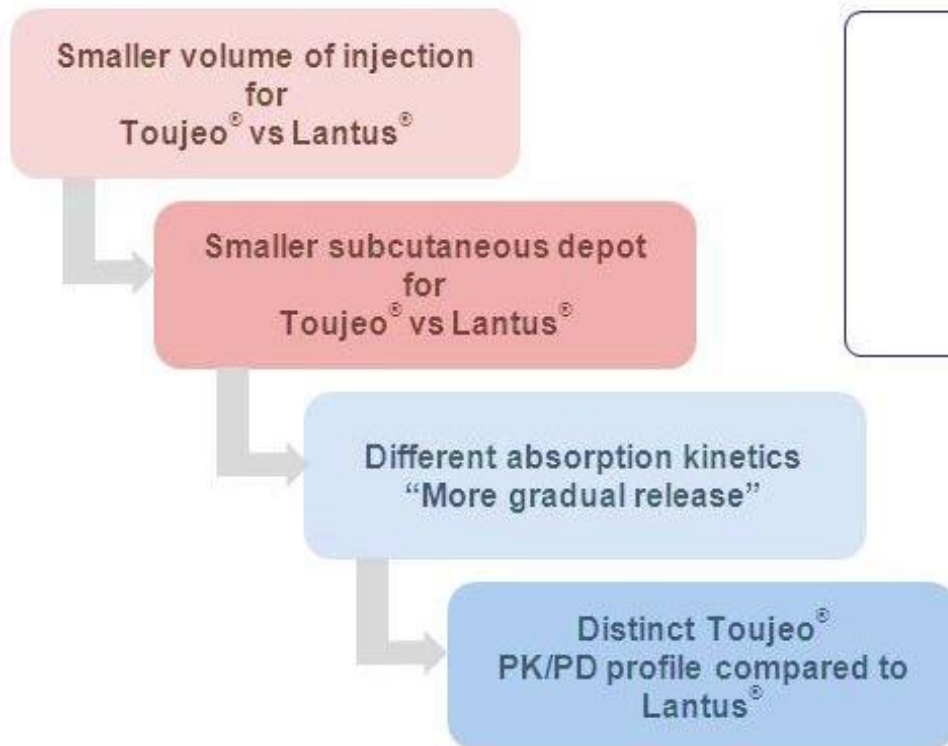 Smaller volume of injection
for
Toujeo® vs Lantus®
Smaller subcutaneous depot
for
Toujeo® vs Lantus®
Different absorption kinetics
“More gradual release”
Distinct Toujeo®
PK/PD profile compared to
Lantus®